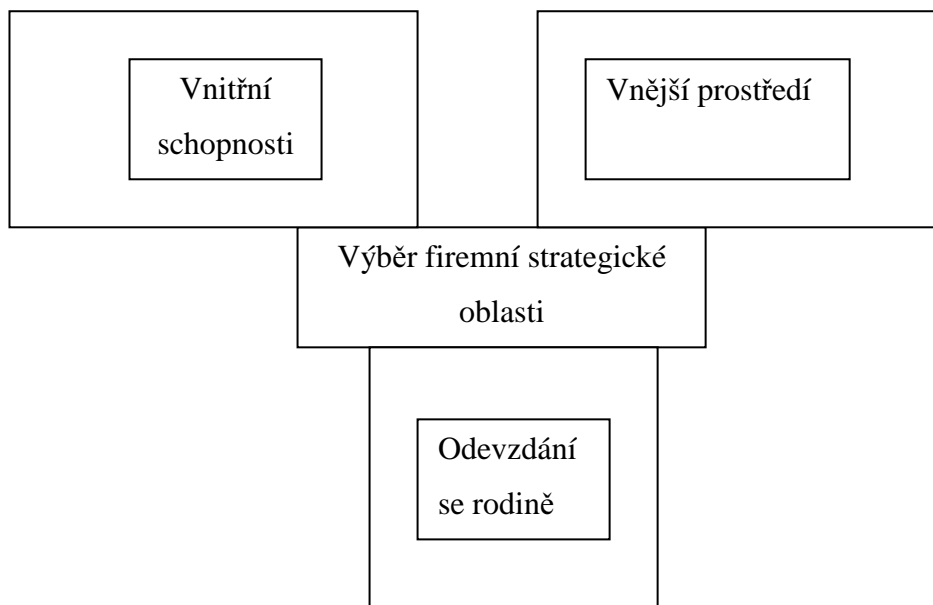 Vnitřní
schopnosti
Vnější prostředí
Výběr firemní strategické
oblasti
Odevzdání
se rodině